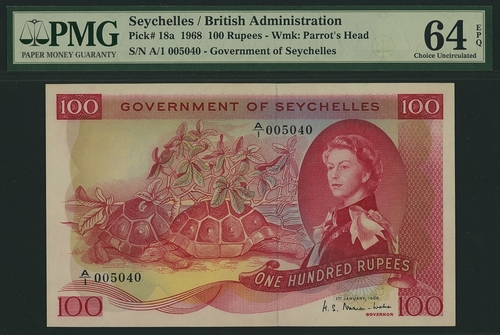 PMG
PAPER MONEY GUARANTY
Seychelles / British Administration
Pick# 18a 1968 100 Rupees - Wmk: Parrot's Head
S/N A/1 005040 - Government of Seychelles
64
EPQ
Choice Uncirculated
100
GOVERNMENT OF SEYCHELLES
100
A/1 005040
A/1 005040
ONE HUNDRED RUPEES
1ST JANUARY, 1968
GOVERNOR
100
100